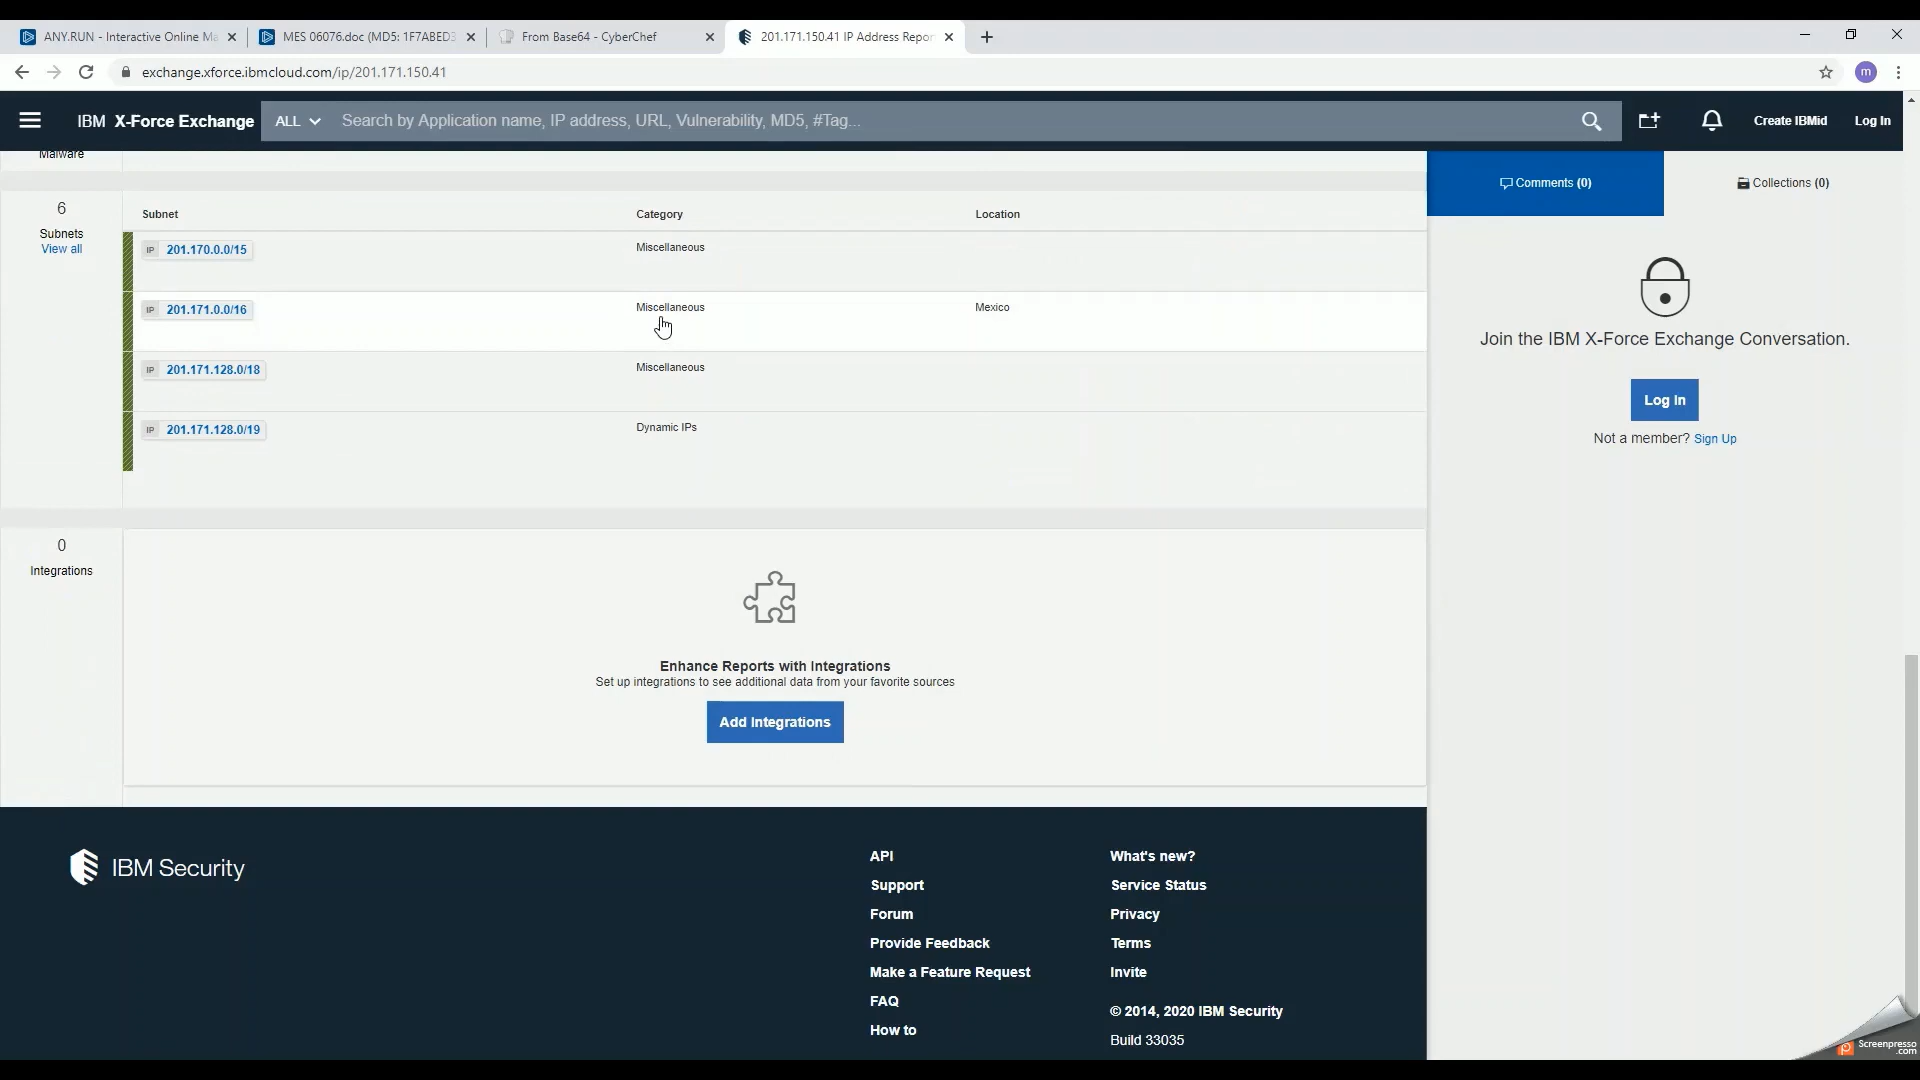 ANY.RUN - Interactive Online Ma
MES 06076.doc (MD5: 1F7ABED3
From Base64 - CyberChef
201.171.150.41 IP Address Repor
exchange.xforce.ibmcloud.com/ip/201.171.150.41
m
IBM X-Force Exchange
ALL
Search by Application name, IP address, URL, Vulnerability, MD5, #Tag...
Create IBMid
Log In
Malware
Comments (0)
Collections (0)
6
Subnets
View all
Subnet Category Location
IP 201.170.0.0/15 Miscellaneous
IP 201.171.0.0/16 Miscellaneous Mexico
IP 201.171.128.0/18 Miscellaneous
IP 201.171.128.0/19 Dynamic IPs
Join the IBM X-Force Exchange Conversation.
Log In
Not a member? Sign Up
0
Integrations
Enhance Reports with Integrations
Set up integrations to see additional data from your favorite sources
Add Integrations
IBM Security
API
Support
Forum
Provide Feedback
Make a Feature Request
FAQ
How to
What's new?
Service Status
Privacy
Terms
Invite
© 2014, 2020 IBM Security
Build 33035
Screenpresso
.com